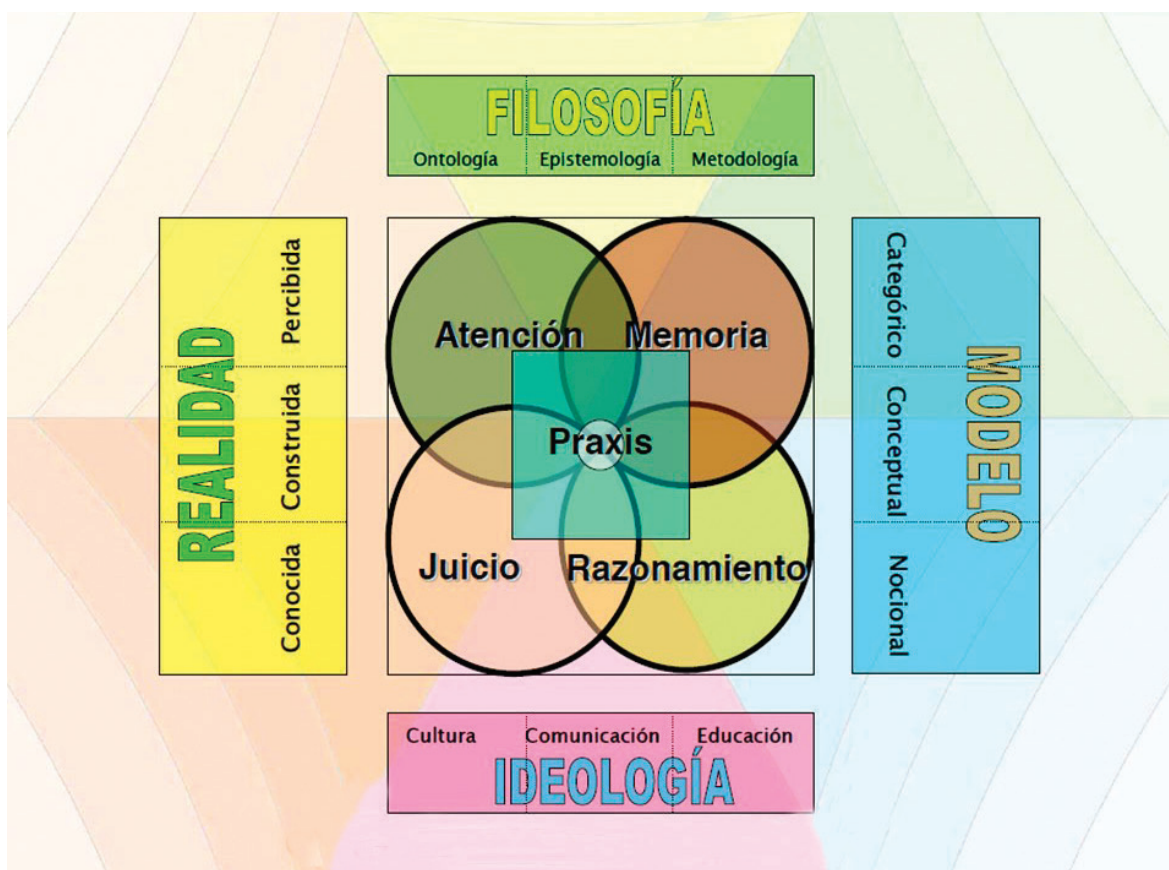 FILOSOFÍA
Ontología Epistemología Metodología
REALIDAD
Percibida
Construida
Conocida
Atención Memoria
Praxis
Juicio Razonamiento
Categórico
Conceptual
Nocional
MODELO
Cultura Comunicación Educación
IDEOLOGÍA